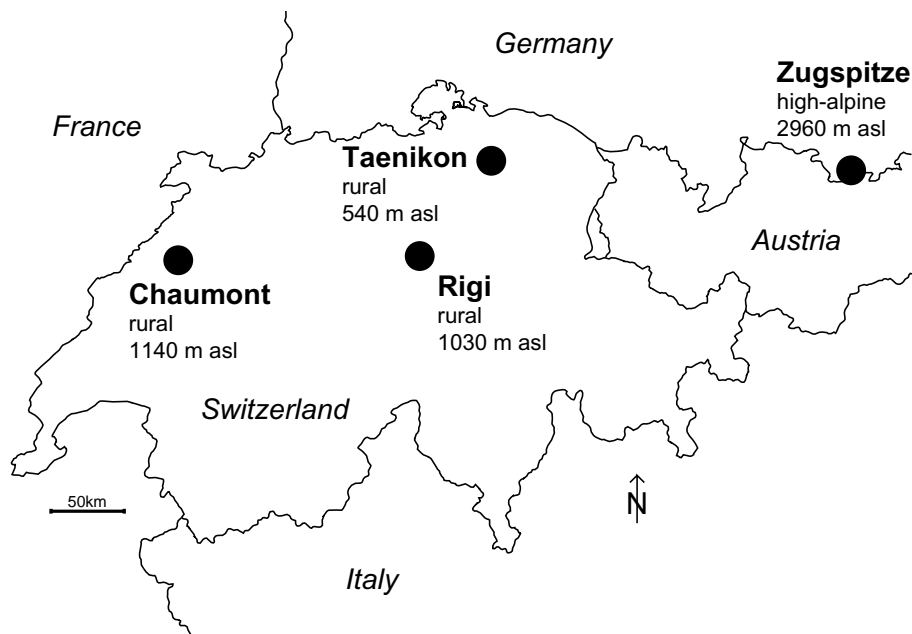 Germany
Zugspitze
high-alpine
2960 m asl
France
Taenikon
rural
540 m asl
Austria
Chaumont
rural
1140 m asl
Rigi
rural
1030 m asl
Switzerland
50km
N
Italy